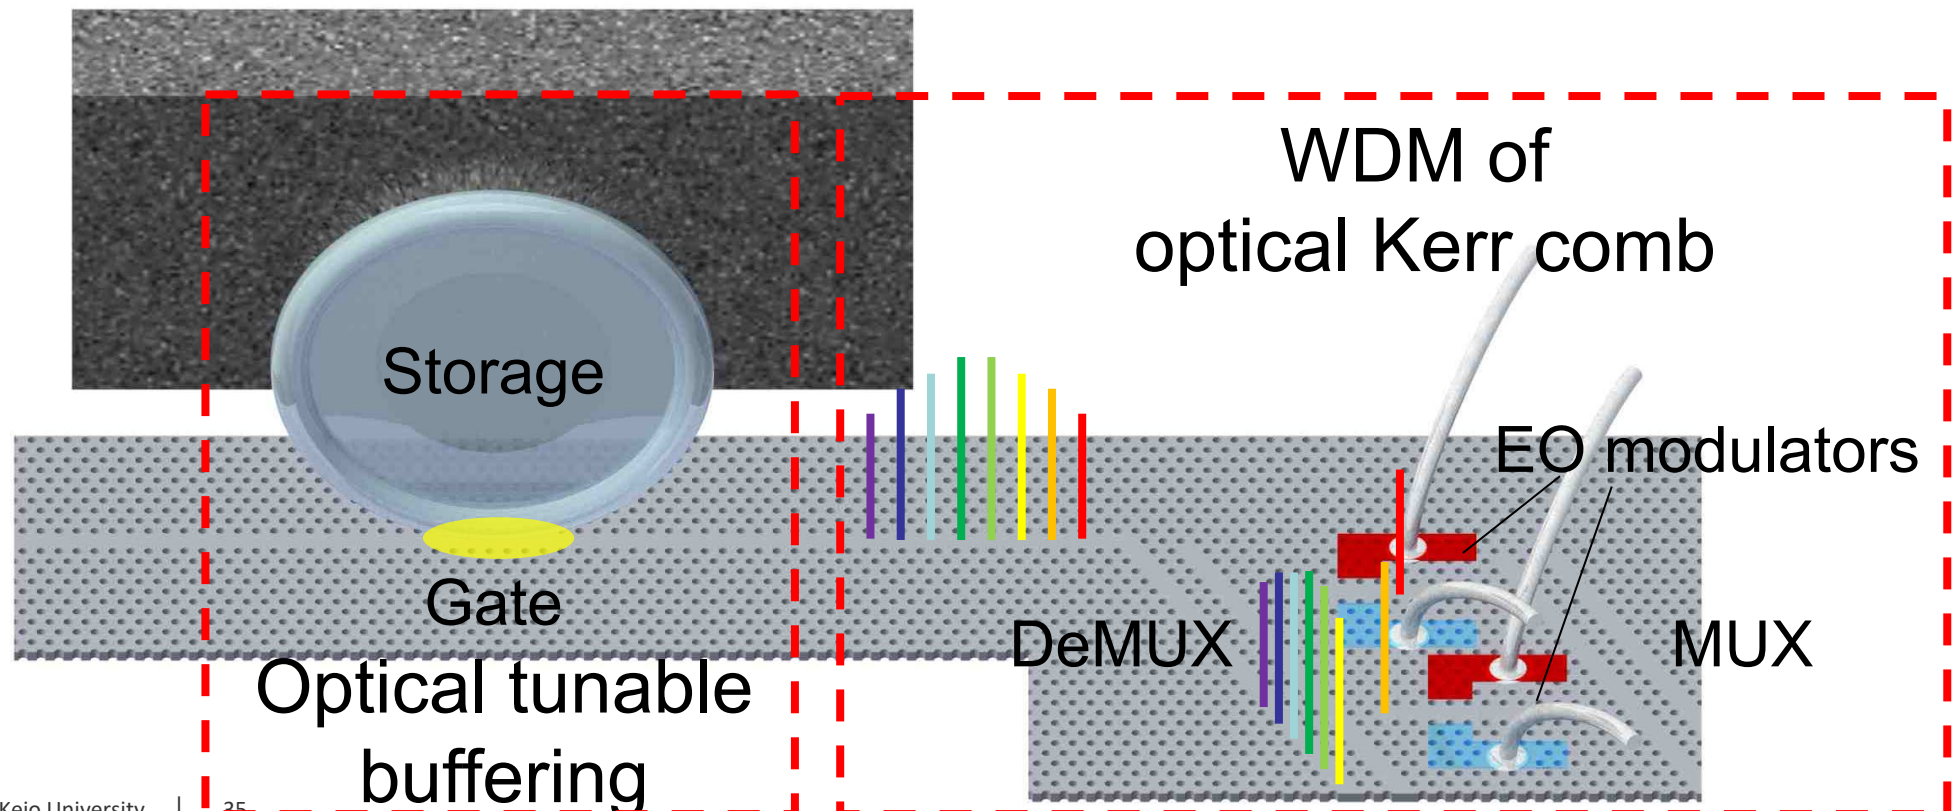 WDM of
optical Kerr comb
Storage
EO modulators
Gate
DeMUX
MUX
Optical tunable
buffering
Keio University | 35